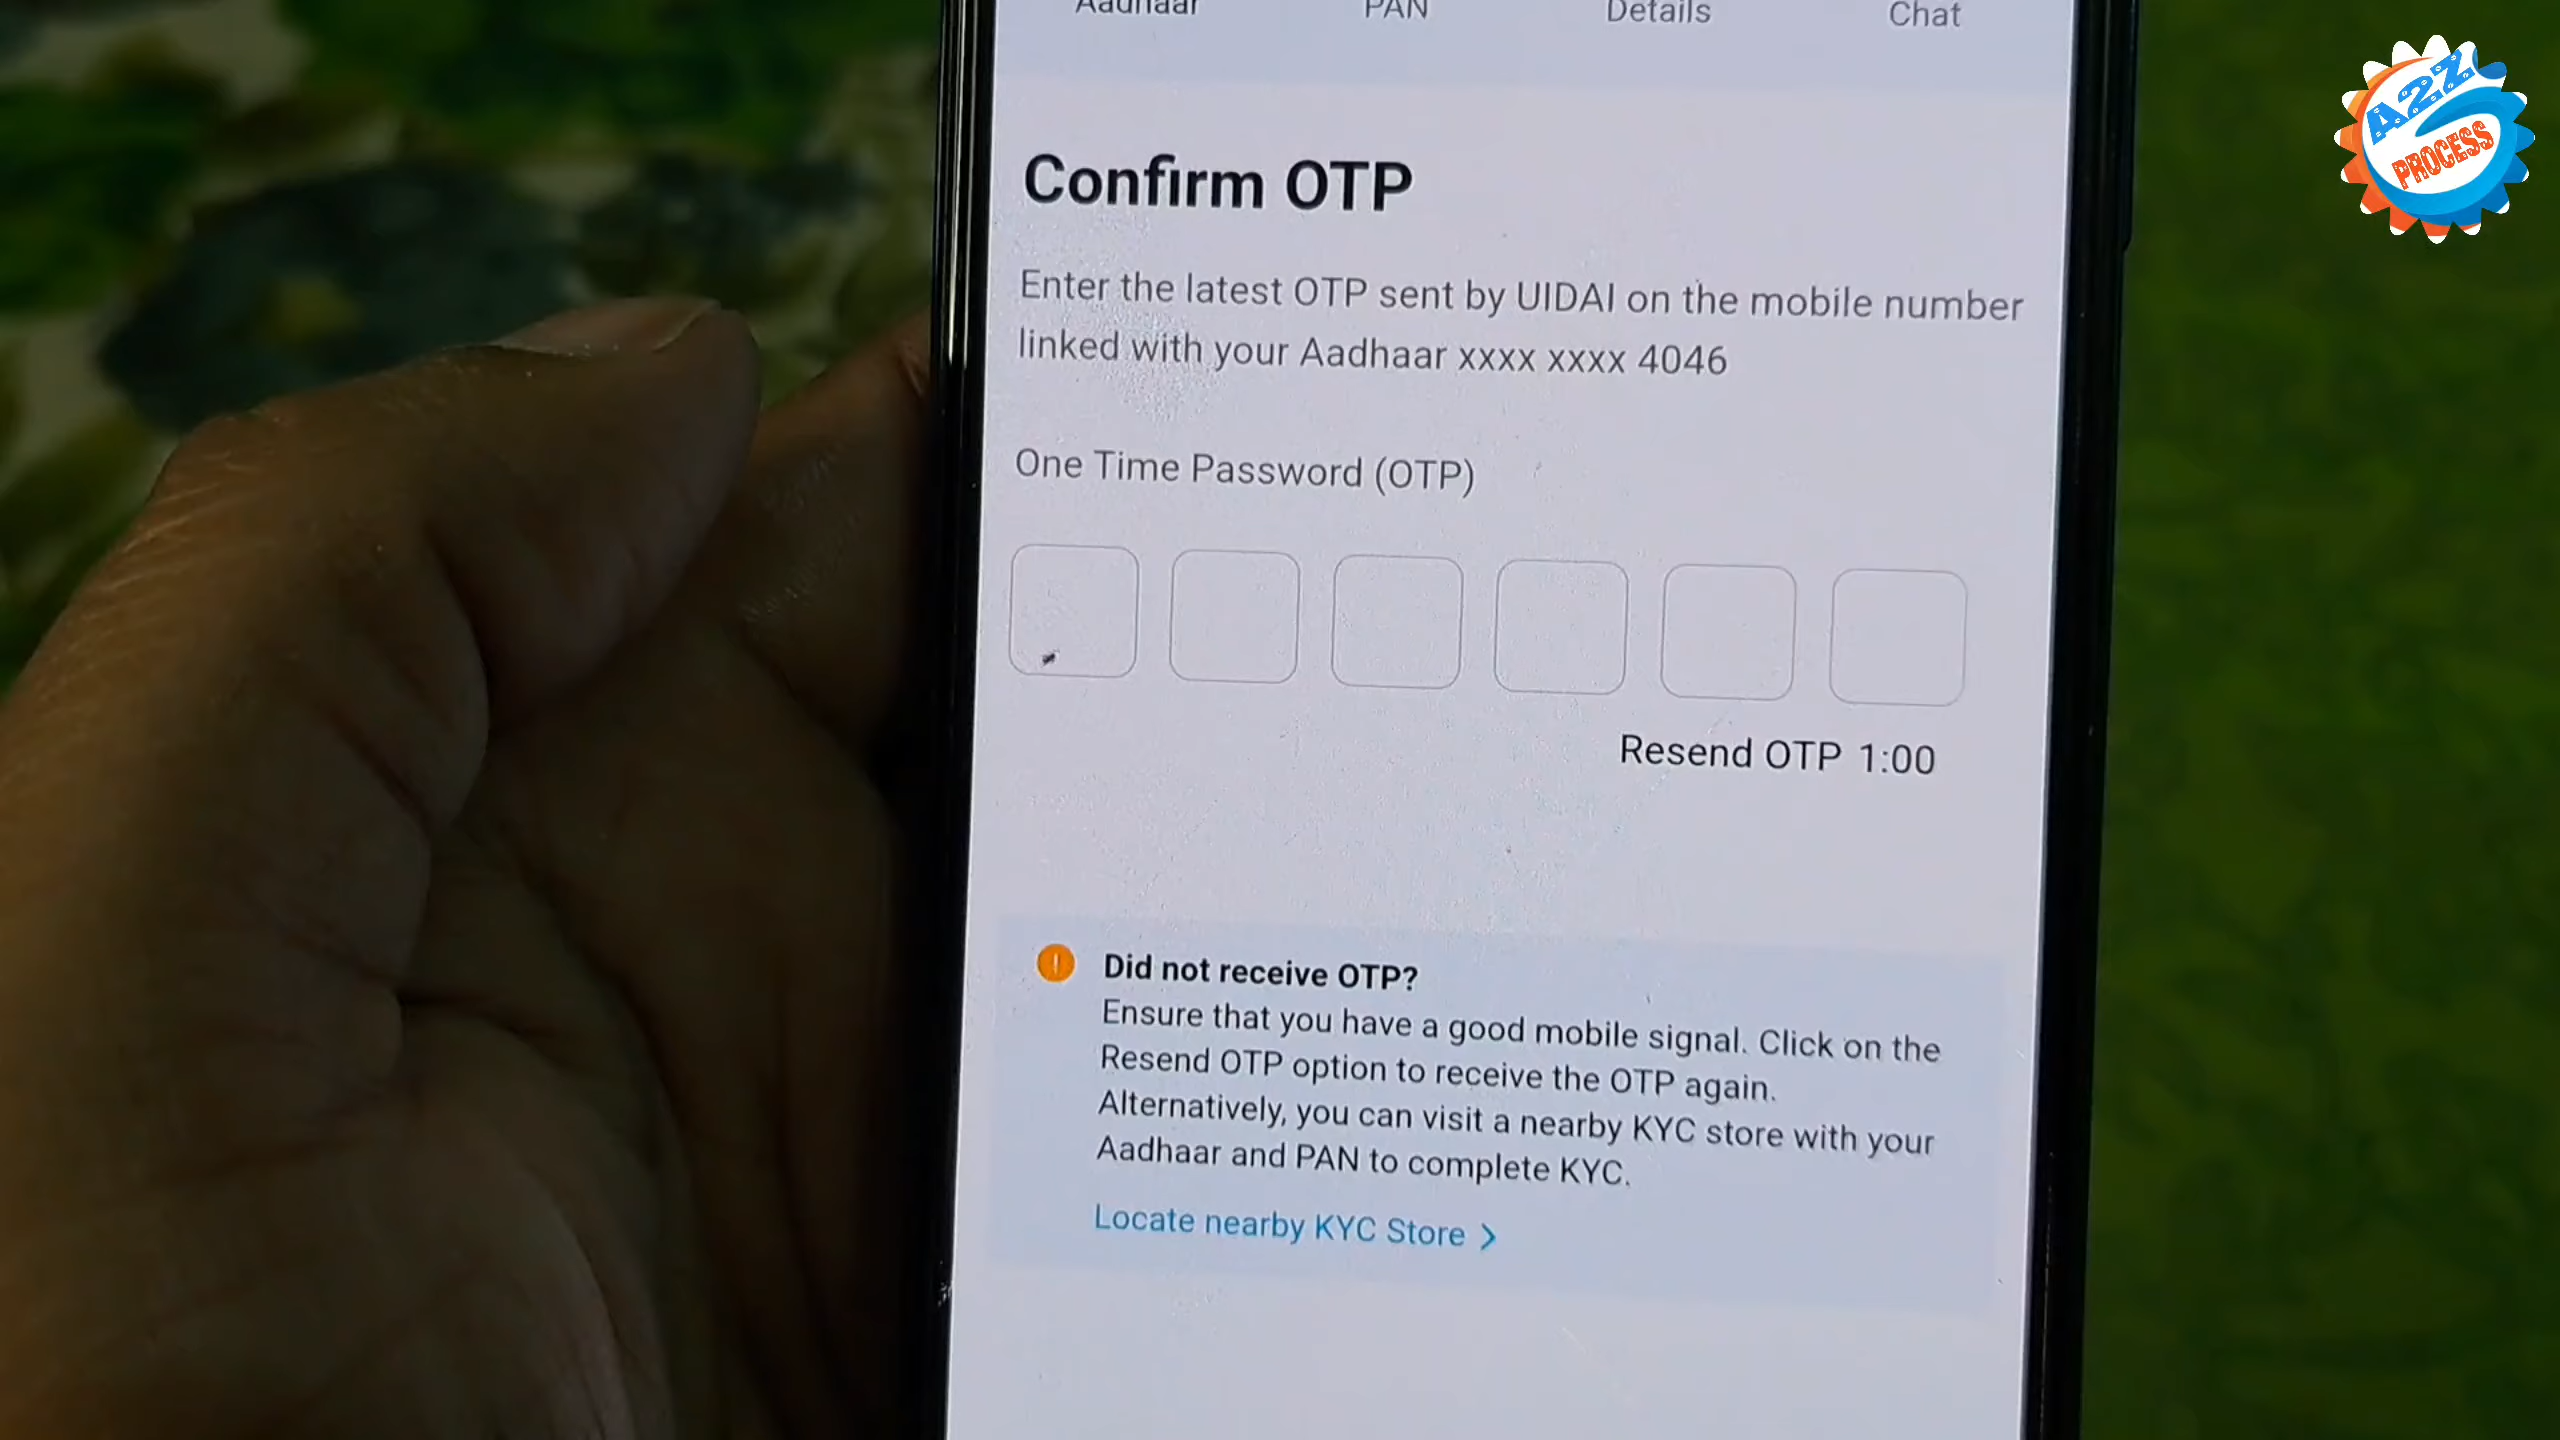 Aadhaar PAN Details Chat
A2Z
PROCESS
Confirm OTP
Enter the latest OTP sent by UIDAI on the mobile number
linked with your Aadhaar xxxx xxxx 4046
One Time Password (OTP)
Resend OTP 1:00
Did not receive OTP?
Ensure that you have a good mobile signal. Click on the
Resend OTP option to receive the OTP again.
Alternatively, you can visit a nearby KYC store with your
Aadhaar and PAN to complete KYC.
Locate nearby KYC Store >